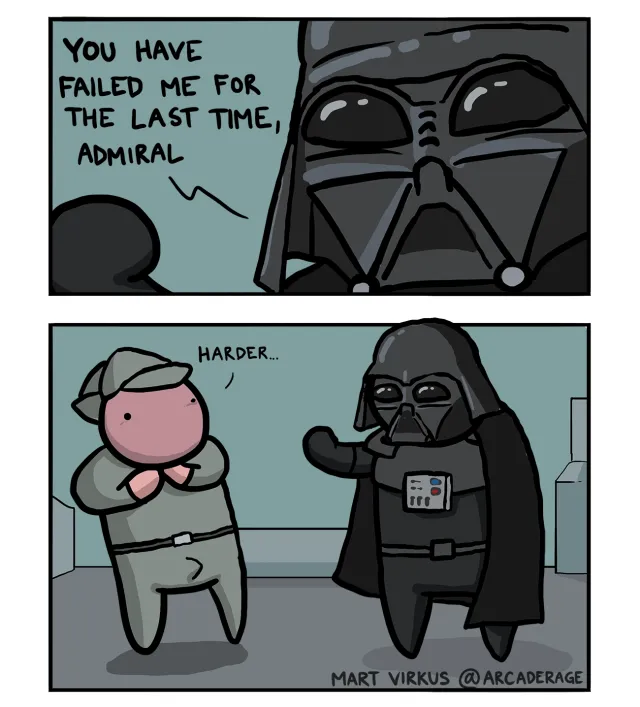 YOU HAVE
FAILED ME FOR
THE LAST TIME,
ADMIRAL
HARDER...
MART VIRKUS @ARCADERAGE